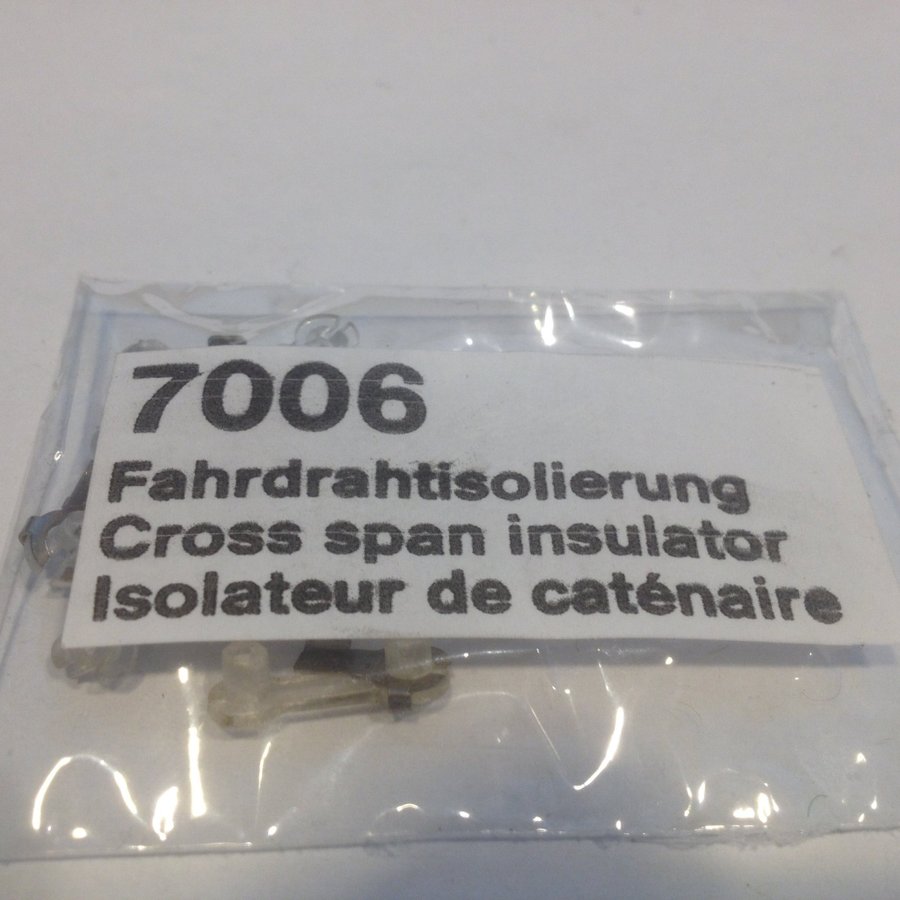 7006
Fahrdrahtisolierung
Cross span insulator
Isolateur de caténaire